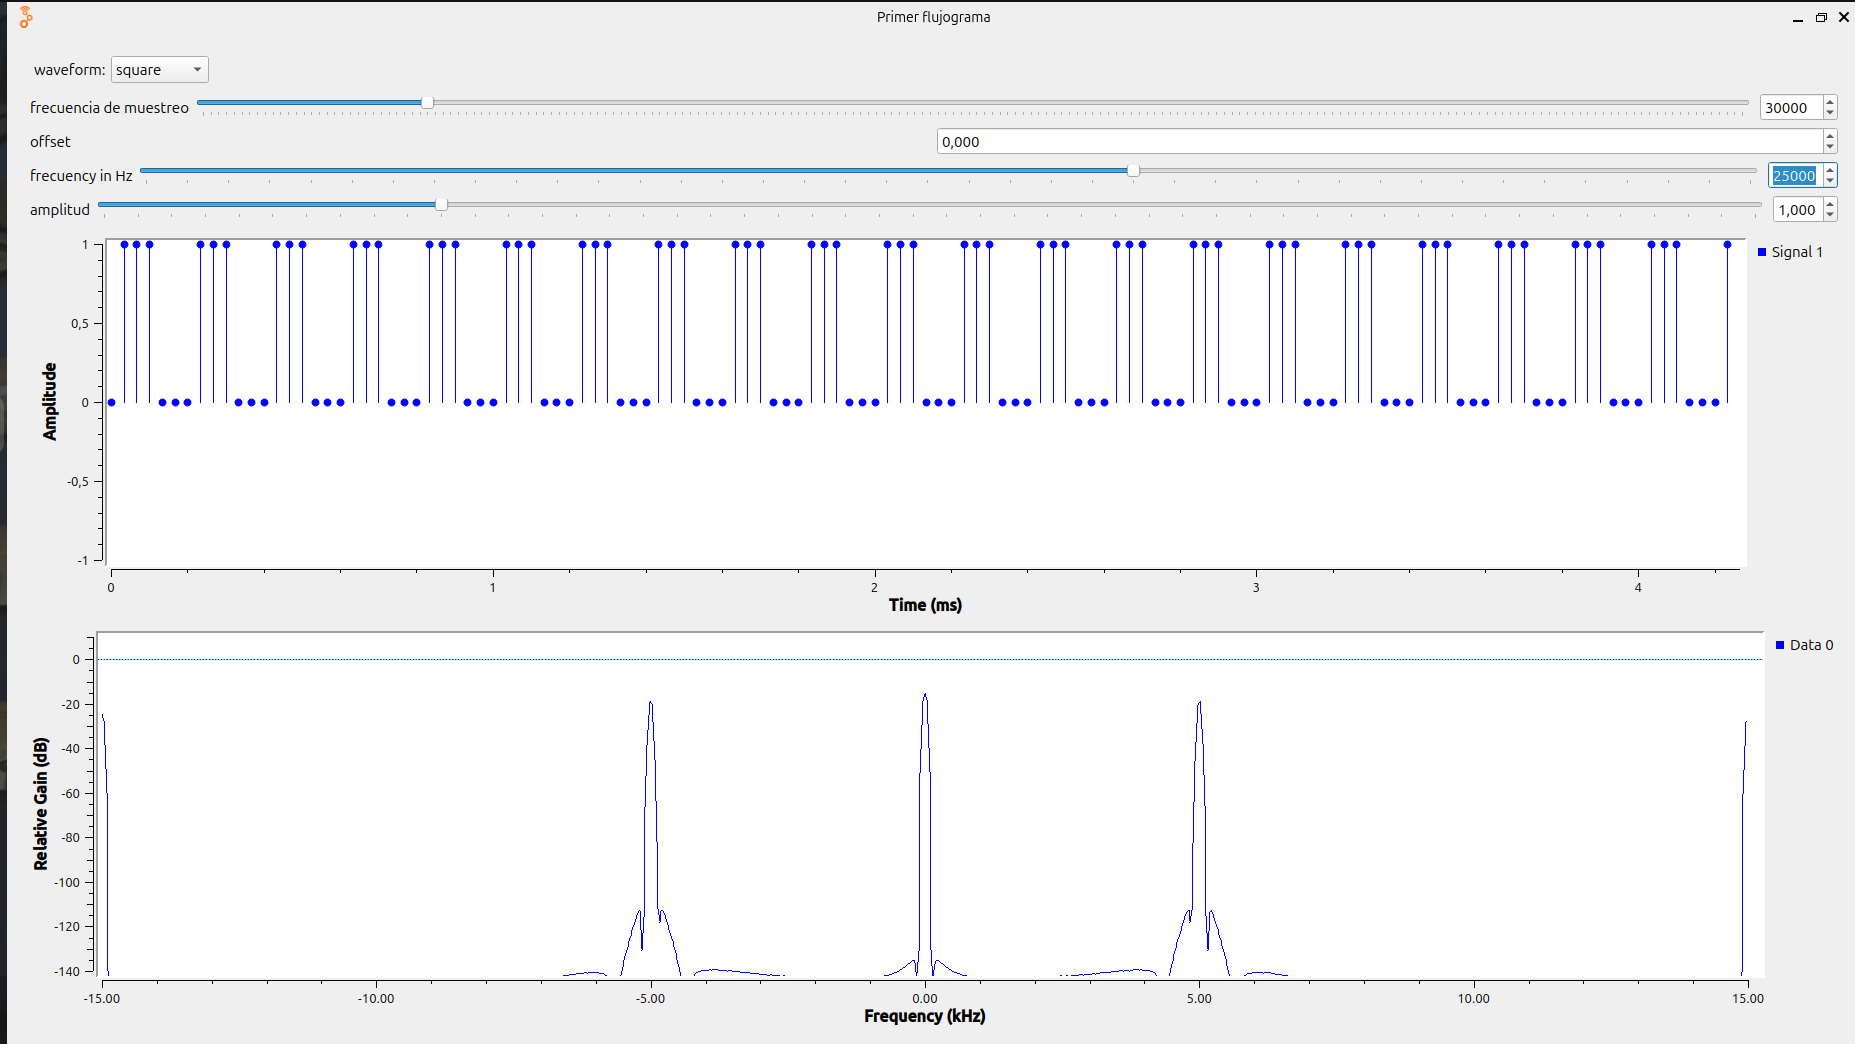 Primer flujograma
waveform: square
frecuencia de muestreo 30000
offset 0,000
frecuency in Hz 25000
amplitud 1,000
Signal 1
1
0,5
0
-0,5
-1
Amplitude
0 1 2 3 4
Time (ms)
Data 0
0
-20
-40
-60
-80
-100
-120
-140
Relative Gain (dB)
-15.00 -10.00 -5.00 0.00 5.00 10.00 15.00
Frequency (kHz)